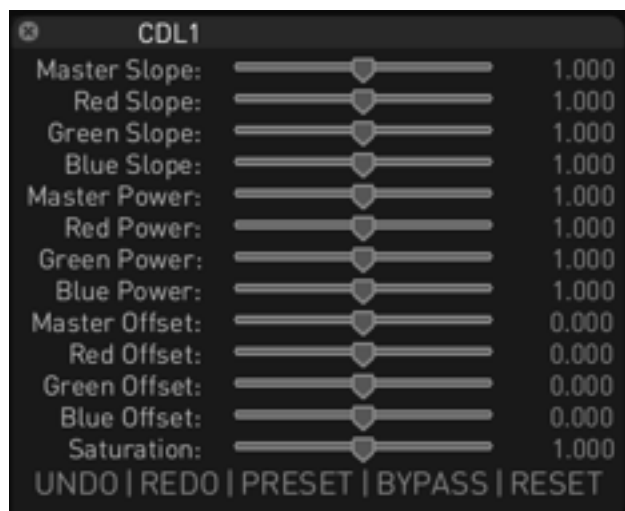 CDL1
Master Slope: 1.000
Red Slope: 1.000
Green Slope: 1.000
Blue Slope: 1.000
Master Power: 1.000
Red Power: 1.000
Green Power: 1.000
Blue Power: 1.000
Master Offset: 0.000
Red Offset: 0.000
Green Offset: 0.000
Blue Offset: 0.000
Saturation: 1.000
UNDO | REDO | PRESET | BYPASS | RESET